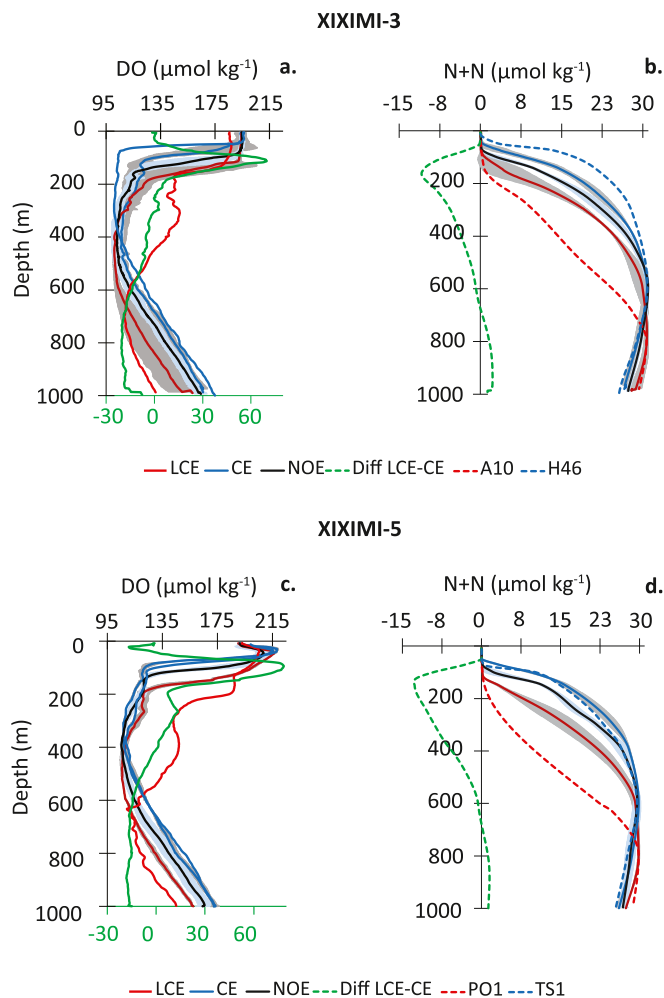 XIXIMI-3
DO (µmol kg⁻¹) a.
95 135 175 215
0
200
400
600
800
1000
Depth (m)
-30 0 30 60
N+N (µmol kg⁻¹) b.
-15 -8 0 8 15 23 30
200
400
600
800
1000
LCE CE NOE Diff LCE-CE A10 H46
XIXIMI-5
DO (µmol kg⁻¹) c.
95 135 175 215
0
200
400
600
800
1000
Depth (m)
-30 0 30 60
N+N (µmol kg⁻¹) d.
-15 -8 0 8 15 23 30
200
400
600
800
1000
LCE CE NOE Diff LCE-CE PO1 TS1